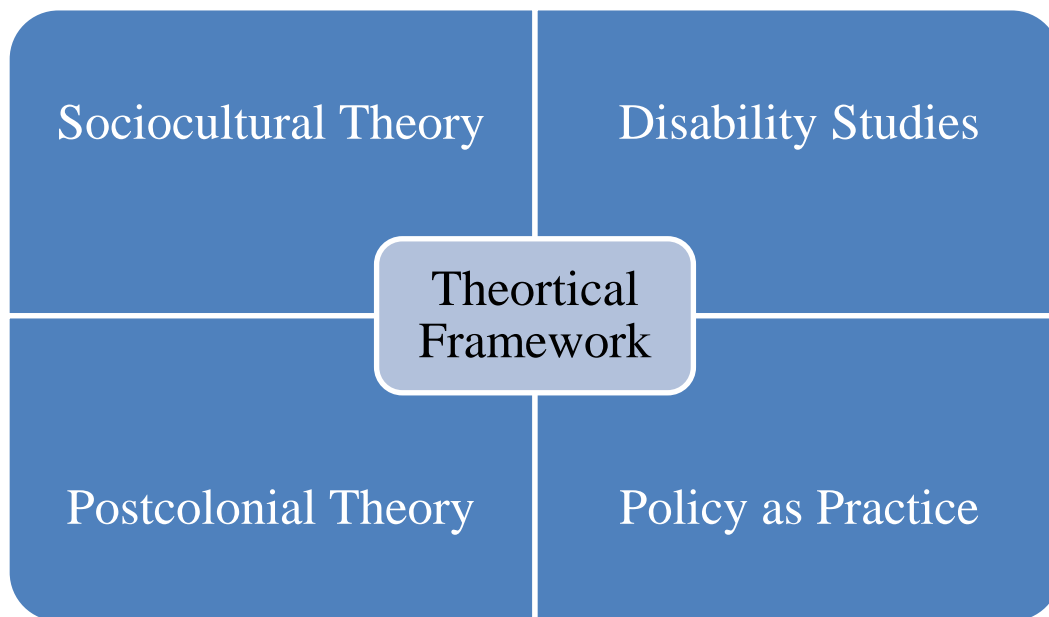 Sociocultural Theory
Disability Studies
Theortical
Framework
Postcolonial Theory
Policy as Practice